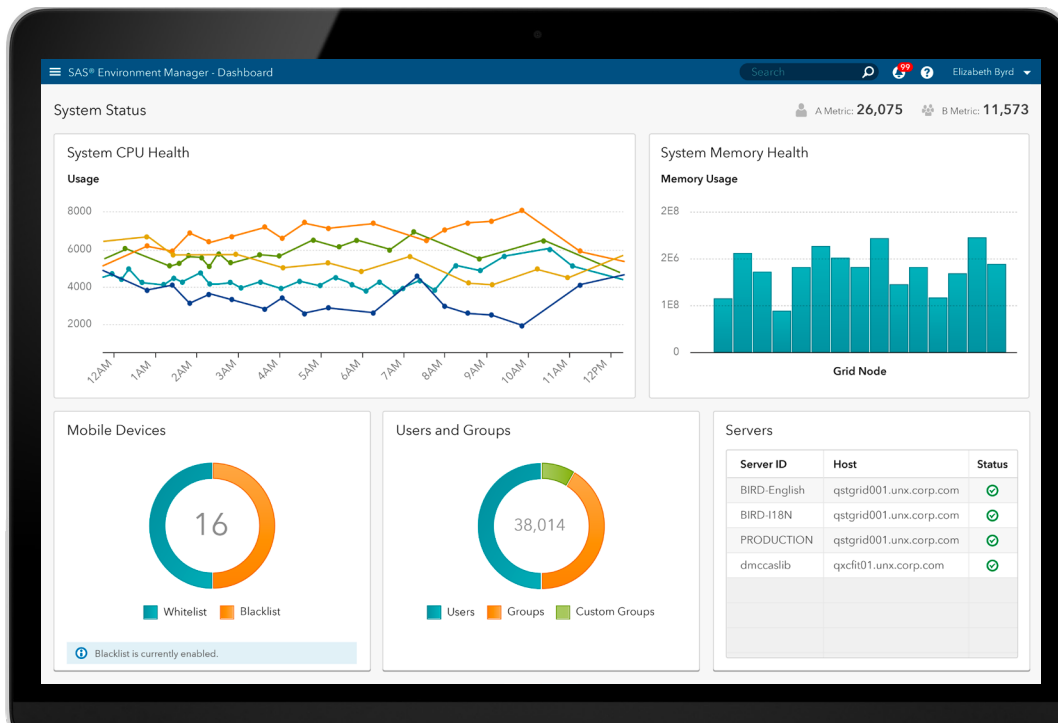 SAS® Environment Manager - Dashboard
Search
99
?
Elizabeth Byrd
System Status
A Metric: 26,075
B Metric: 11,573
System CPU Health
Usage
8000
6000
4000
2000
12AM 1AM 2AM 3AM 4AM 5AM 6AM 7AM 8AM 9AM 10AM 11AM 12PM
System Memory Health
Memory Usage
2E8
2E6
1E8
0
Grid Node
Mobile Devices
16
Whitelist Blacklist
Blacklist is currently enabled.
Users and Groups
38,014
Users Groups Custom Groups
Servers
Server ID Host Status
BIRD-English qstgrid001.unx.corp.com
BIRD-I18N qstgrid001.unx.corp.com
PRODUCTION qstgrid001.unx.corp.com
dmccaslib qxcfit01.unx.corp.com